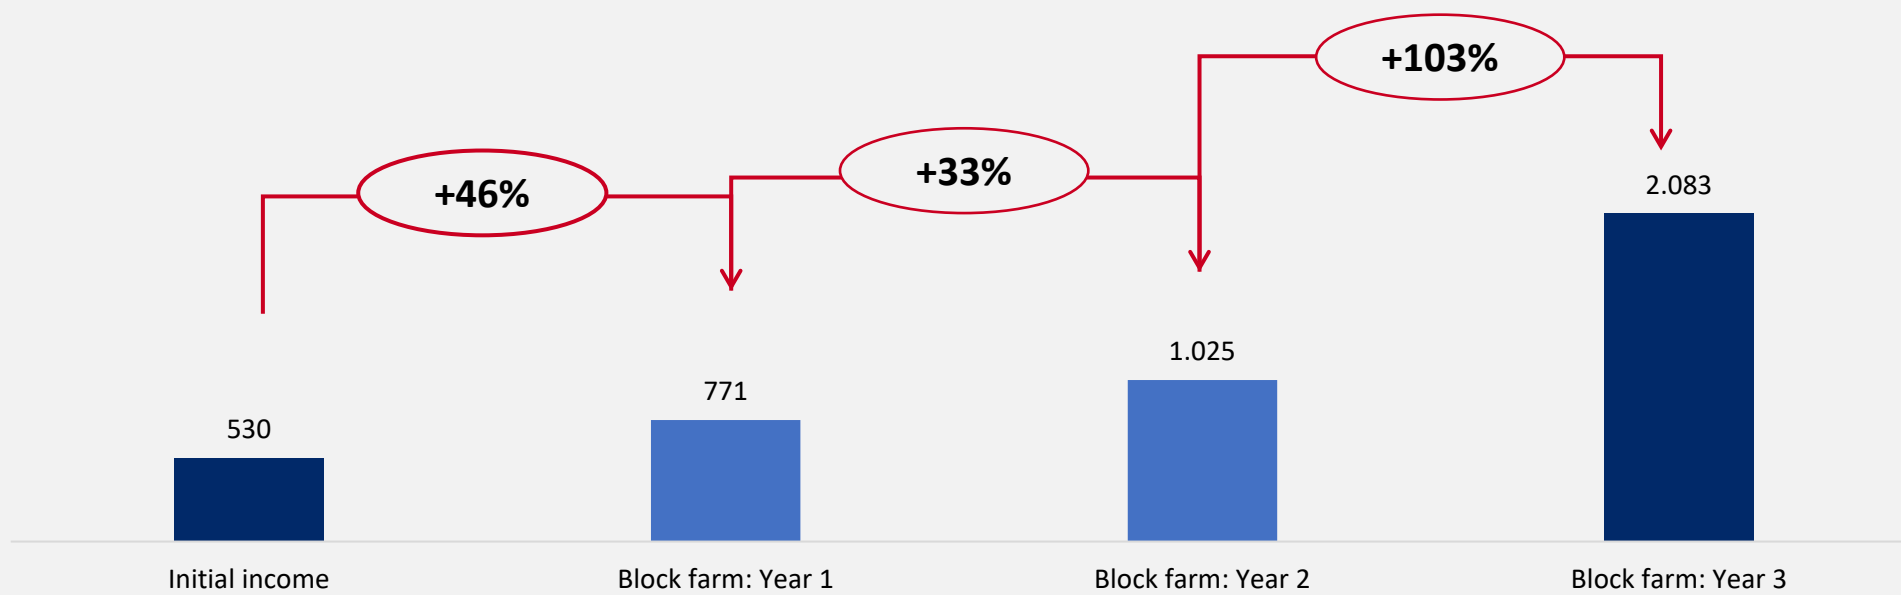 +103%
+46%
+33%
2.083
1.025
771
530
Initial income
Block farm: Year 1
Block farm: Year 2
Block farm: Year 3